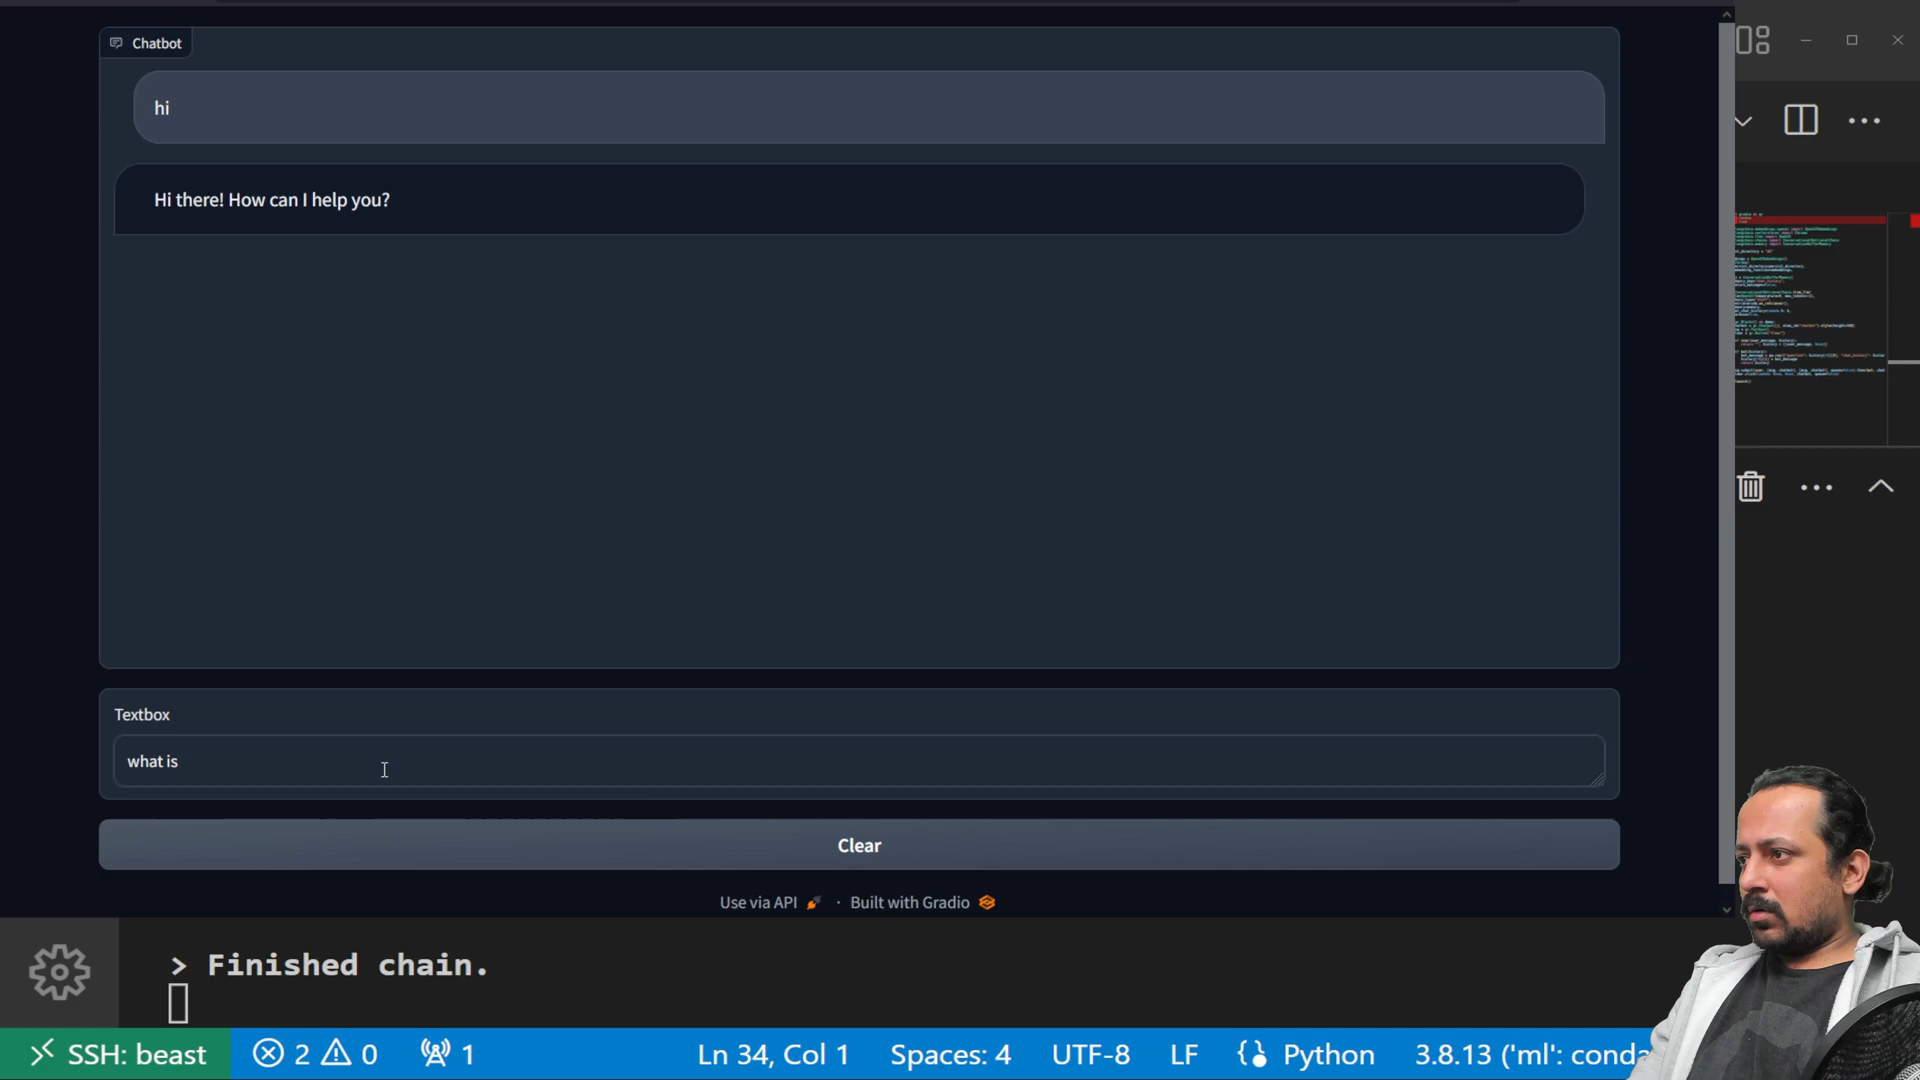 Chatbot
hi
Hi there! How can I help you?
Textbox
what is
Clear
Use via API · Built with Gradio
> Finished chain.
SSH: beast 2 0 1 Ln 34, Col 1 Spaces: 4 UTF-8 LF Python 3.8.13 ('ml': conda